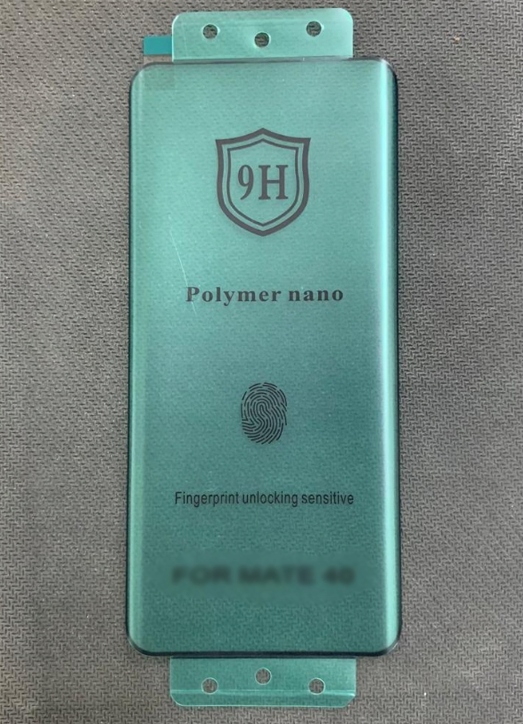 9H
Polymer nano
Fingerprint unlocking sensitive
FOR MATE 40